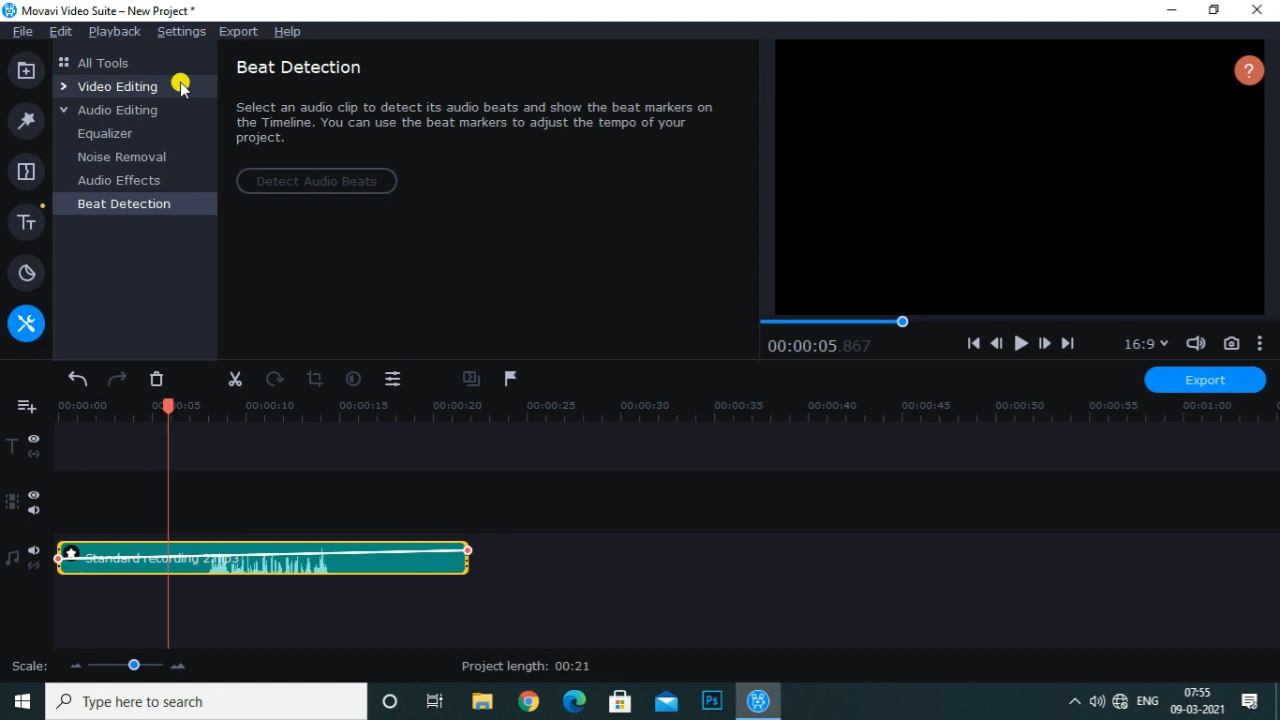 Movavi Video Suite – New Project *
File Edit Playback Settings Export Help
All Tools
Video Editing
Audio Editing
Equalizer
Noise Removal
Audio Effects
Beat Detection
Beat Detection
Select an audio clip to detect its audio beats and show the beat markers on
the Timeline. You can use the beat markers to adjust the tempo of your
project.
Detect Audio Beats
?
00:00:05.867
16:9
Export
00:00:00 00:00:05 00:00:10 00:00:15 00:00:20 00:00:25 00:00:30 00:00:35 00:00:40 00:00:45 00:00:50 00:00:55 00:01:00
Standard recording 2.mp3
Scale:
Project length: 00:21
Type here to search
Ps
ENG
07:55
09-03-2021